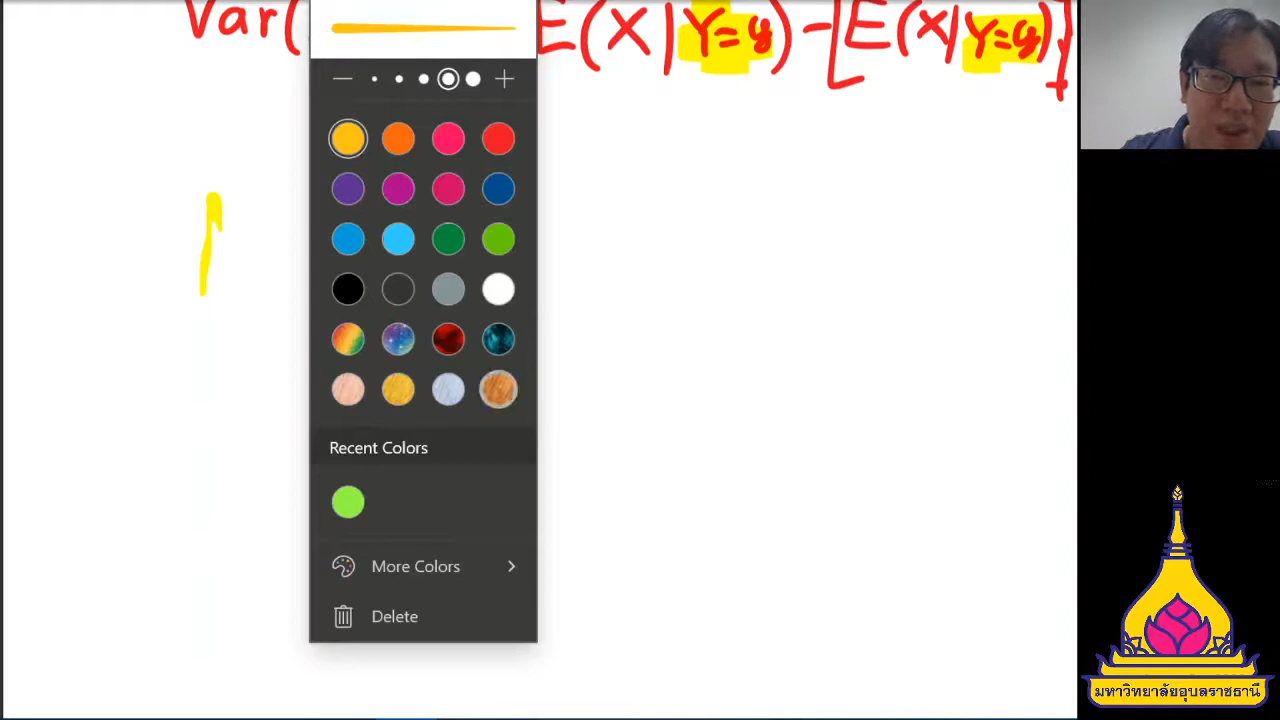 Var( E(X|Y=y) - [E(X|Y=y)]
Recent Colors
More Colors
Delete
มหาวิทยาลัยอุบลราชธานี